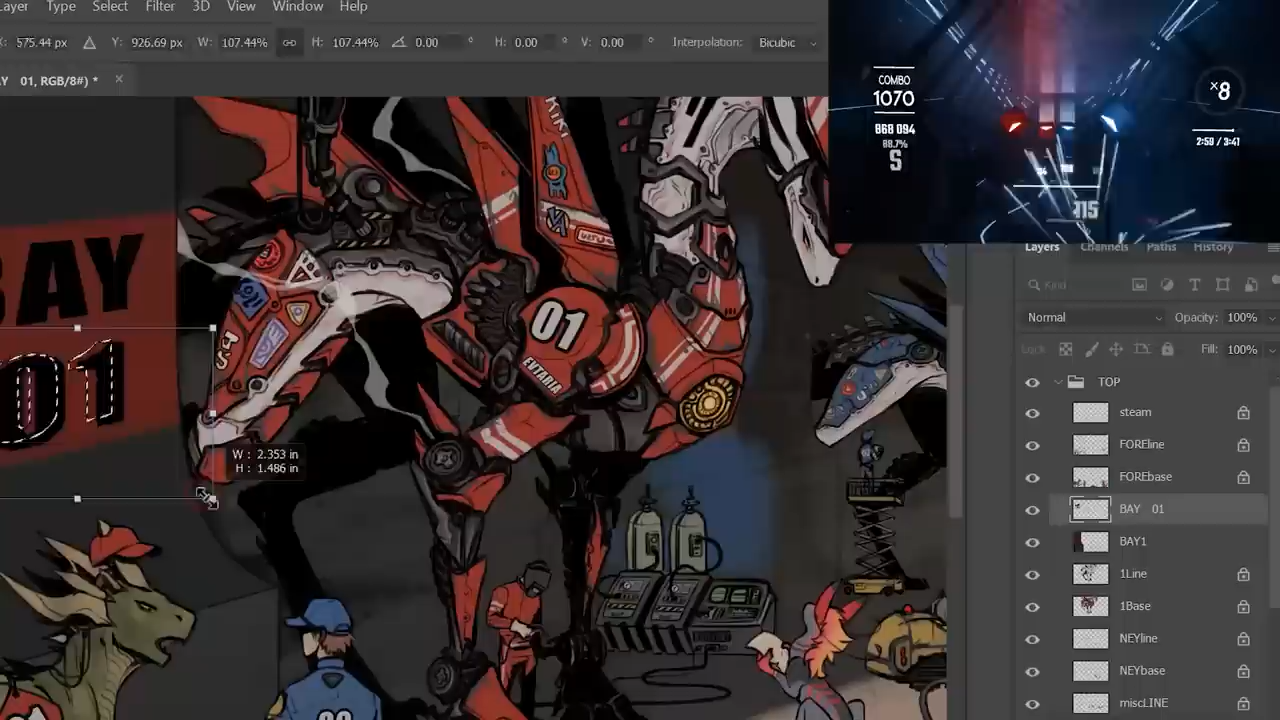 Layer Type Select Filter 3D View Window Help
X: 575.44 px Y: 926.69 px W: 107.44% H: 107.44% 0.00 ° H: 0.00 ° V: 0.00 ° Interpolation: Bicubic
Y 01, RGB/8#) * ×
COMBO
1070
868 094
88.7%
S
×8
2:59 / 3:41
115
KIKI
BAY
01
01
EVTARIA
W : 2.353 in
H : 1.486 in
Layers Channels Paths History
Kind
Normal Opacity: 100%
Lock: Fill: 100%
TOP
steam
FOREline
FOREbase
BAY 01
BAY1
1Line
1Base
NEYline
NEYbase
miscLINE